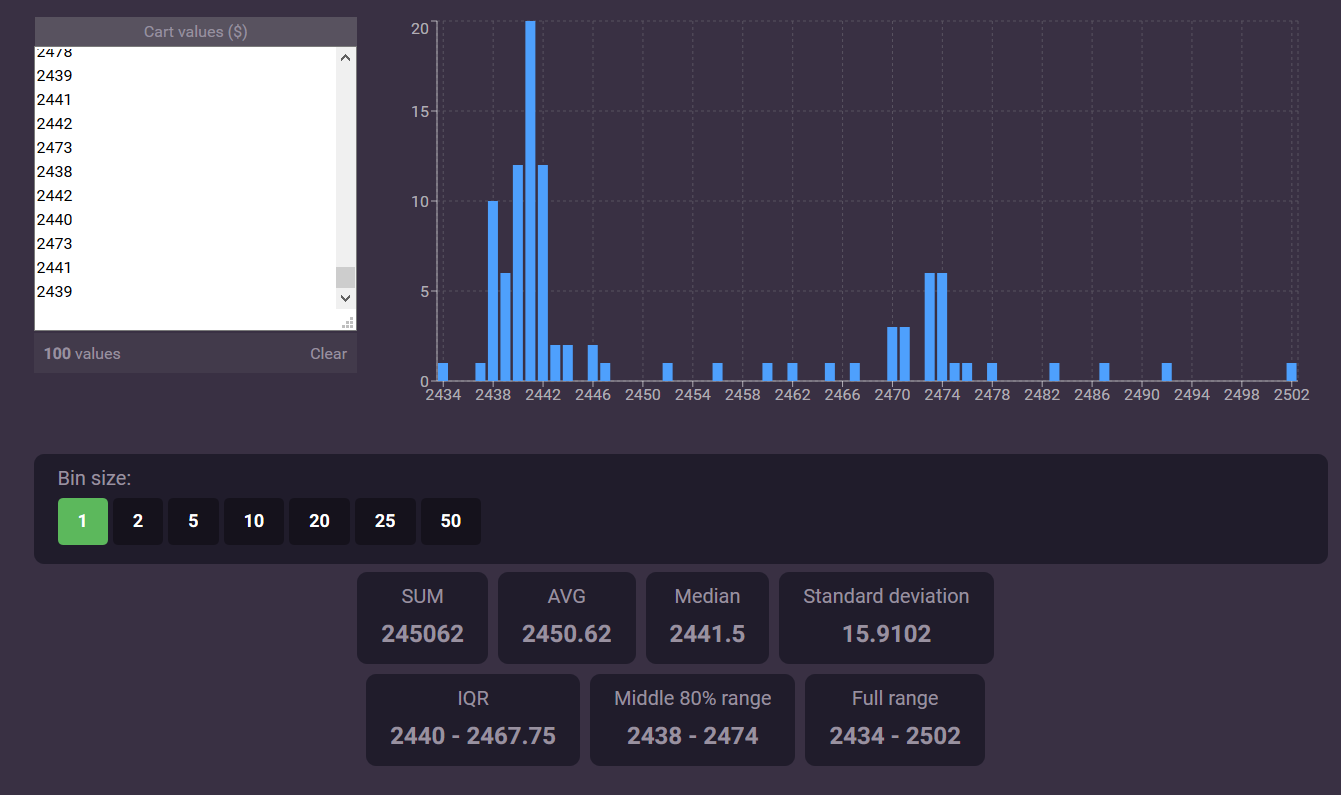 Cart values ($)
2478
2439
2441
2442
2473
2438
2442
2440
2473
2441
2439
100 values Clear
20
15
10
5
0
2434 2438 2442 2446 2450 2454 2458 2462 2466 2470 2474 2478 2482 2486 2490 2494 2498 2502
Bin size:
1 2 5 10 20 25 50
SUM AVG Median Standard deviation
245062 2450.62 2441.5 15.9102
IQR Middle 80% range Full range
2440 - 2467.75 2438 - 2474 2434 - 2502